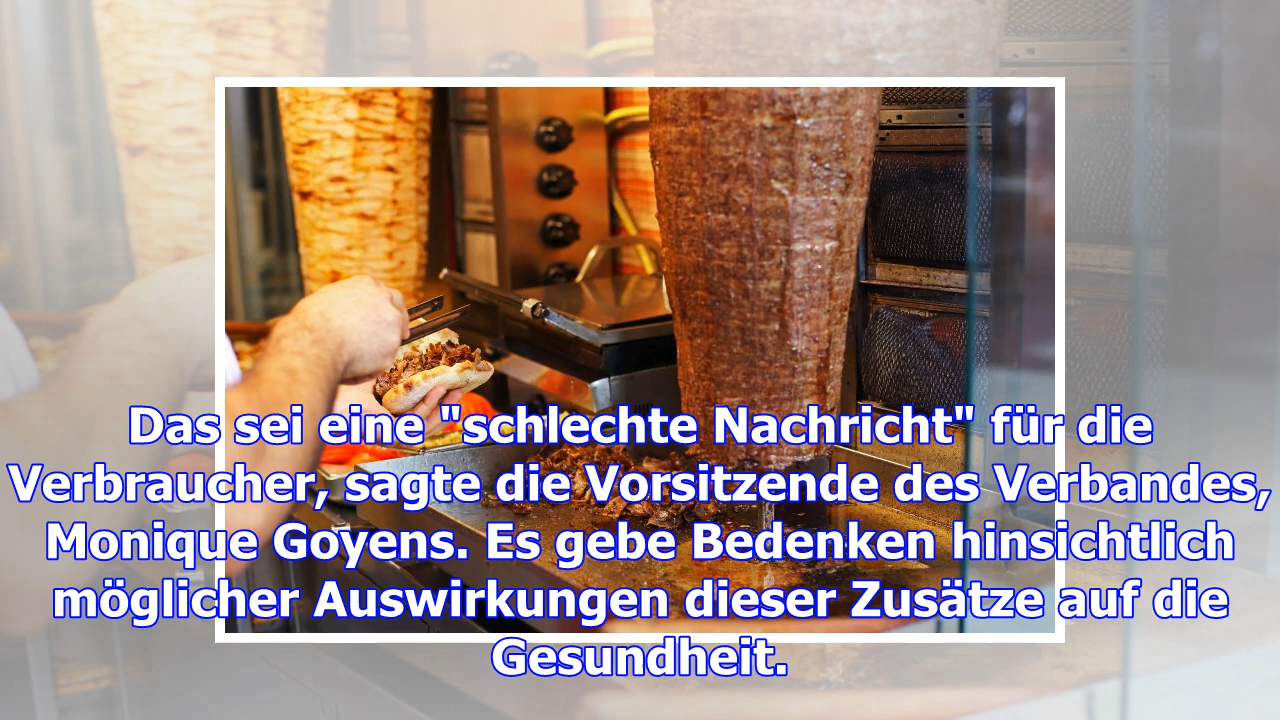 Das sei eine "schlechte Nachricht" für die
Verbraucher, sagte die Vorsitzende des Verbandes,
Monique Goyens. Es gebe Bedenken hinsichtlich
möglicher Auswirkungen dieser Zusätze auf die
Gesundheit.